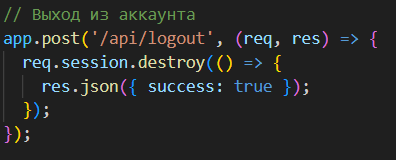 // Выход из аккаунта
app.post('/api/logout', (req, res) => {
  req.session.destroy(() => {
    res.json({ success: true });
  });
});